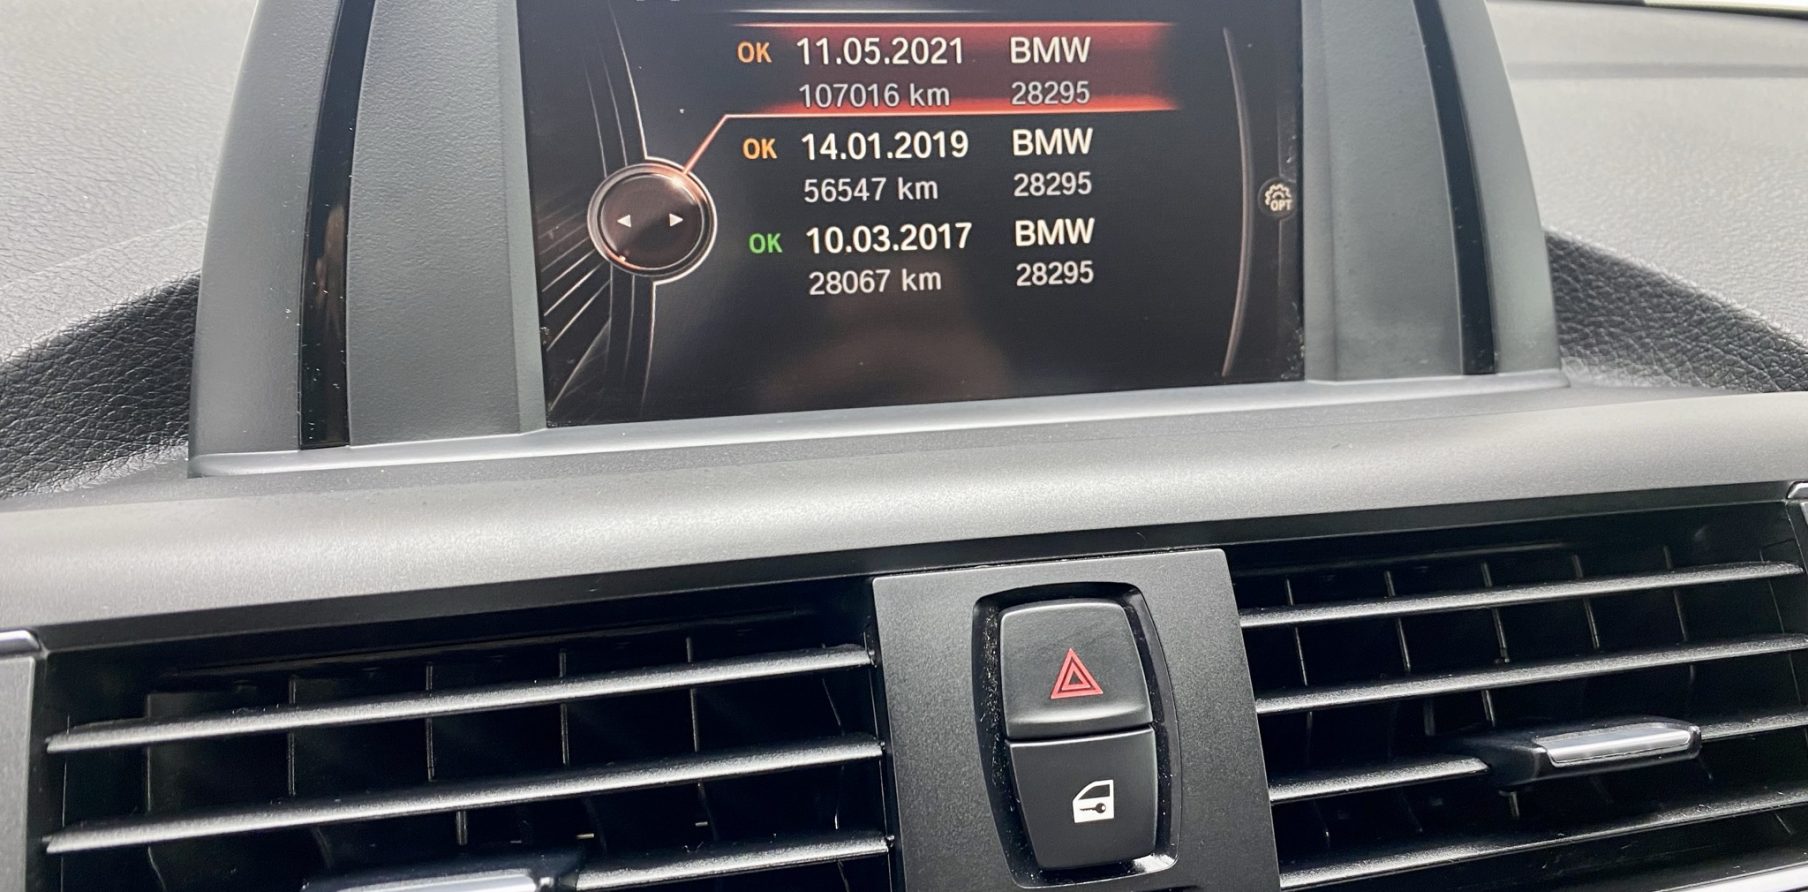 OK 11.05.2021 BMW
107016 km 28295
OK 14.01.2019 BMW
56547 km 28295
OK 10.03.2017 BMW
28067 km 28295
OPT